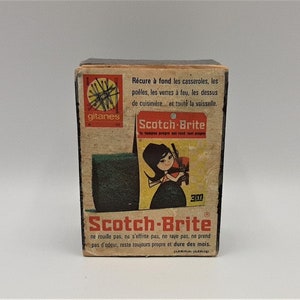 Récure à fond les casseroles, les
poêles, les verres à feu, les dessus
de cuisinière... et toute la vaisselle.
gitanes
Scotch-Brite
3M
Scotch-Brite®
ne rouille pas, ne s'effrite pas, ne raye pas, ne prend
pas d'odeur, reste toujours propre et dure des mois.